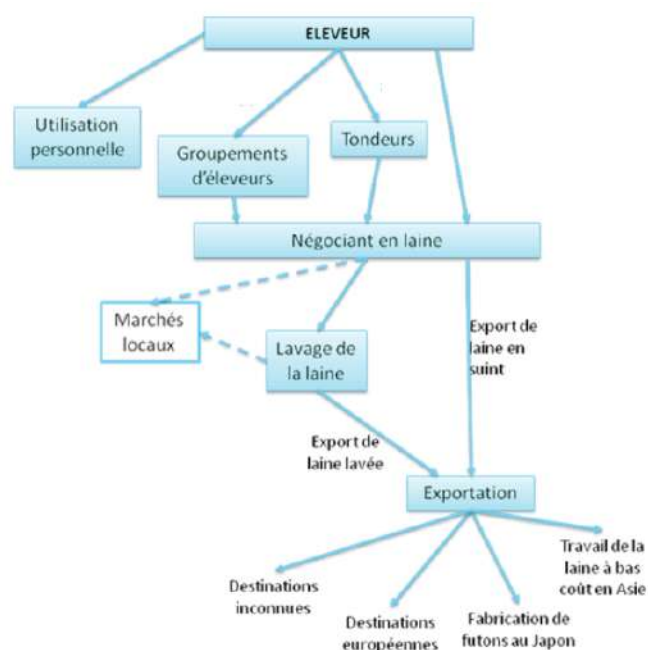 ELEVEUR
Utilisation
personnelle
Groupements
d'éleveurs
Tondeurs
Négociant en laine
Marchés
locaux
Lavage de
la laine
Export de
laine en
suint
Export de
laine lavée
Exportation
Destinations
inconnues
Destinations
européennes
Fabrication de
futons au Japon
Travail de la
laine à bas
coût en Asie